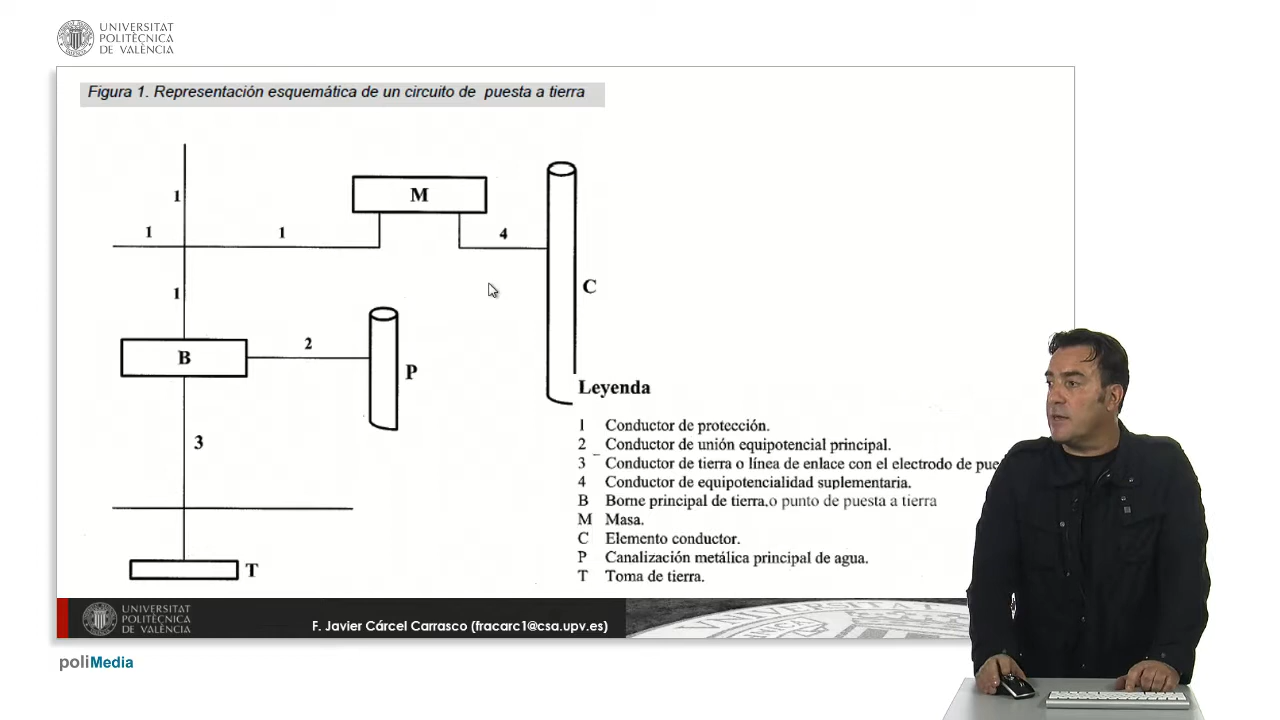 UNIVERSITAT
POLITÈCNICA
DE VALÈNCIA
Figura 1. Representación esquemática de un circuito de puesta a tierra
1
M
1
1
4
C
1
B
2
P
3
T
Leyenda
1 Conductor de protección.
2 Conductor de unión equipotencial principal.
3 Conductor de tierra o línea de enlace con el electrodo de
4 Conductor de equipotencialidad suplementaria.
B Borne principal de tierra,o punto de puesta a tierra
M Masa.
C Elemento conductor.
P Canalización metálica principal de agua.
T Toma de tierra.
UNIVERSITAT
POLITÈCNICA
DE VALÈNCIA
F. Javier Cárcel Carrasco (fracarc1@csa.upv.es)
poliMedia